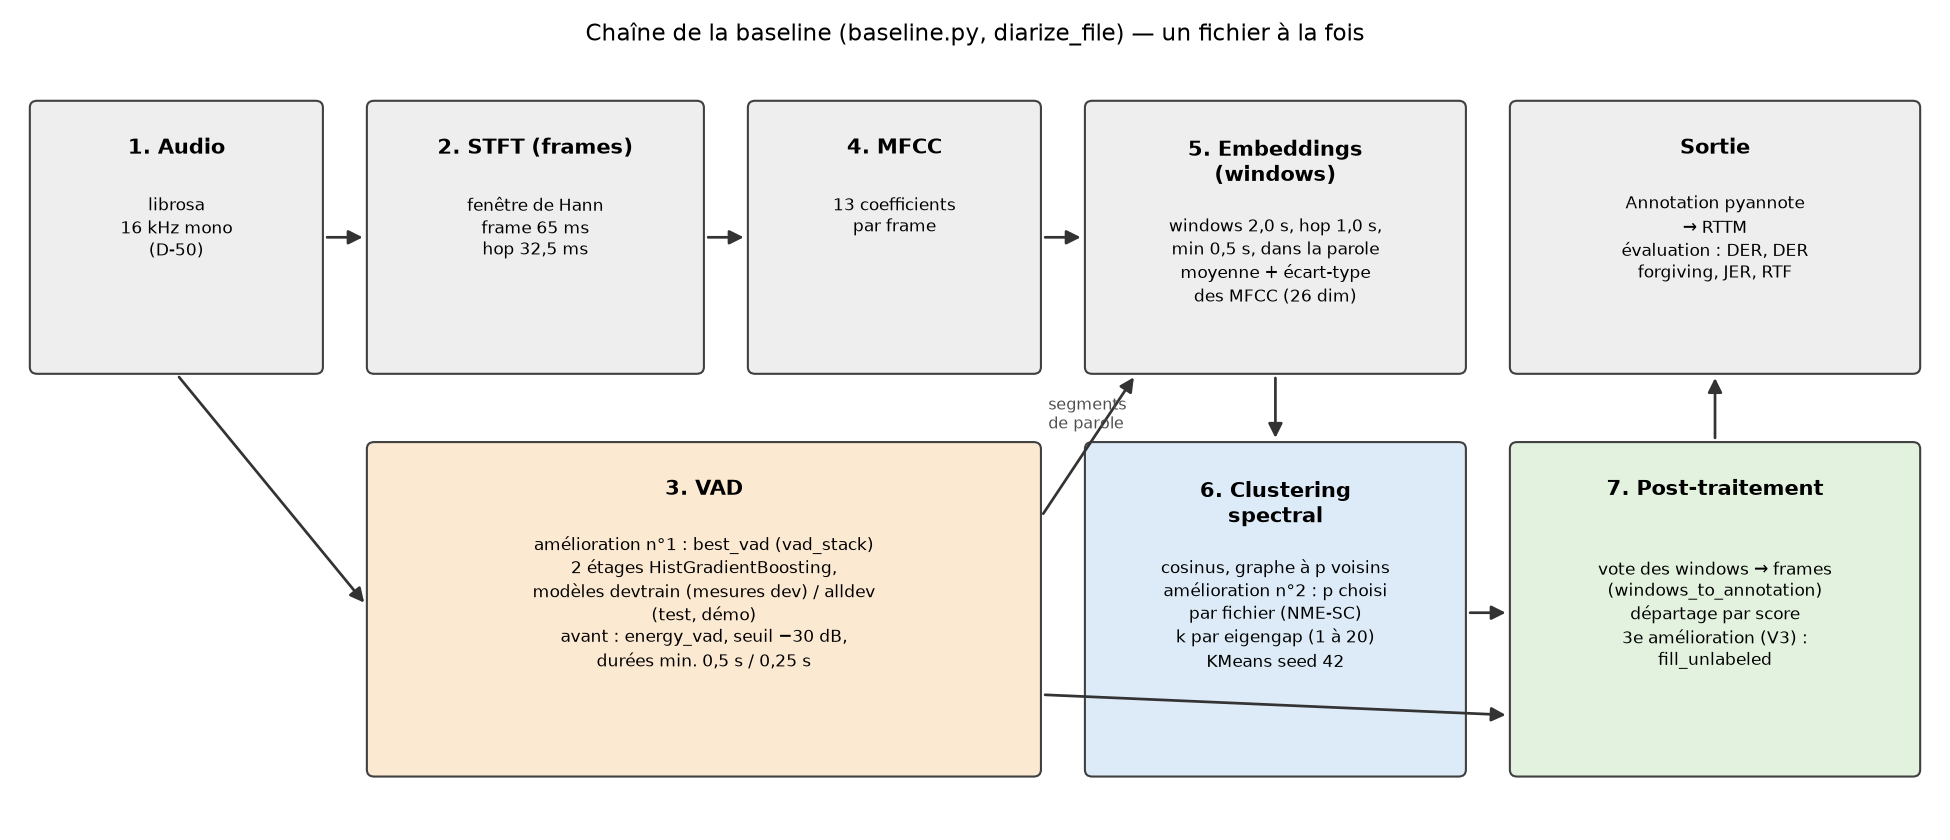 Chaîne de la baseline (baseline.py, diarize_file) — un fichier à la fois
1. Audio
librosa
16 kHz mono
(D-50)
2. STFT (frames)
fenêtre de Hann
frame 65 ms
hop 32,5 ms
4. MFCC
13 coefficients
par frame
5. Embeddings
(windows)
windows 2,0 s, hop 1,0 s,
min 0,5 s, dans la parole
moyenne + écart-type
des MFCC (26 dim)
Sortie
Annotation pyannote
→ RTTM
évaluation : DER, DER
forgiving, JER, RTF
segments
de parole
3. VAD
amélioration n°1 : best_vad (vad_stack)
2 étages HistGradientBoosting,
modèles devtrain (mesures dev) / alldev
(test, démo)
avant : energy_vad, seuil −30 dB,
durées min. 0,5 s / 0,25 s
6. Clustering
spectral
cosinus, graphe à p voisins
amélioration n°2 : p choisi
par fichier (NME-SC)
k par eigengap (1 à 20)
KMeans seed 42
7. Post-traitement
vote des windows → frames
(windows_to_annotation)
départage par score
3e amélioration (V3) :
fill_unlabeled